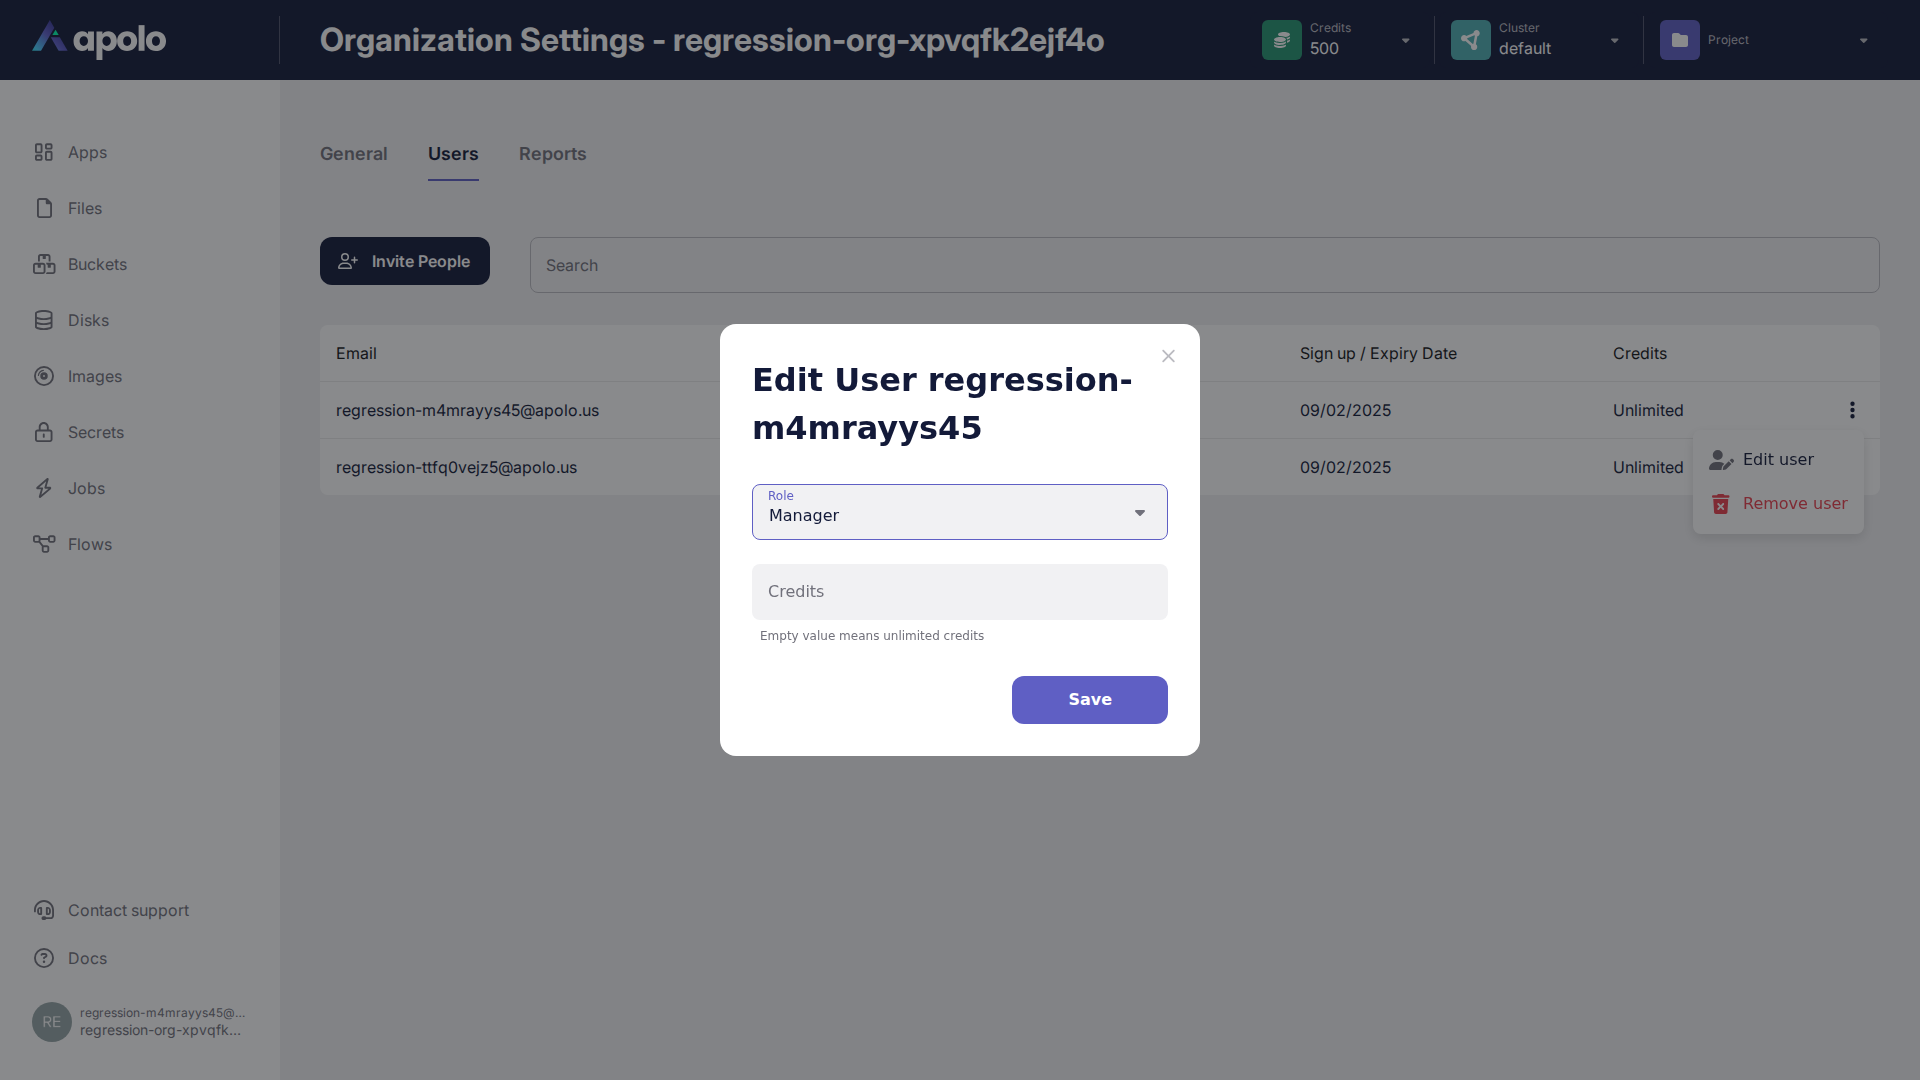 apolo
Organization Settings - regression-org-xpvqfk2ejf4o
Credits
500
Cluster
default
Project
Apps
Files
Buckets
Disks
Images
Secrets
Jobs
Flows
Contact support
Docs
RE
regression-m4mrayys45@...
regression-org-xpvqfk...
General
Users
Reports
Invite People
Search
Email
Sign up / Expiry Date
Credits
regression-m4mrayys45@apolo.us
09/02/2025
Unlimited
regression-ttfq0vejz5@apolo.us
09/02/2025
Unlimited
Edit user
Remove user
Edit User regression-
m4mrayys45
Role
Manager
Credits
Empty value means unlimited credits
Save